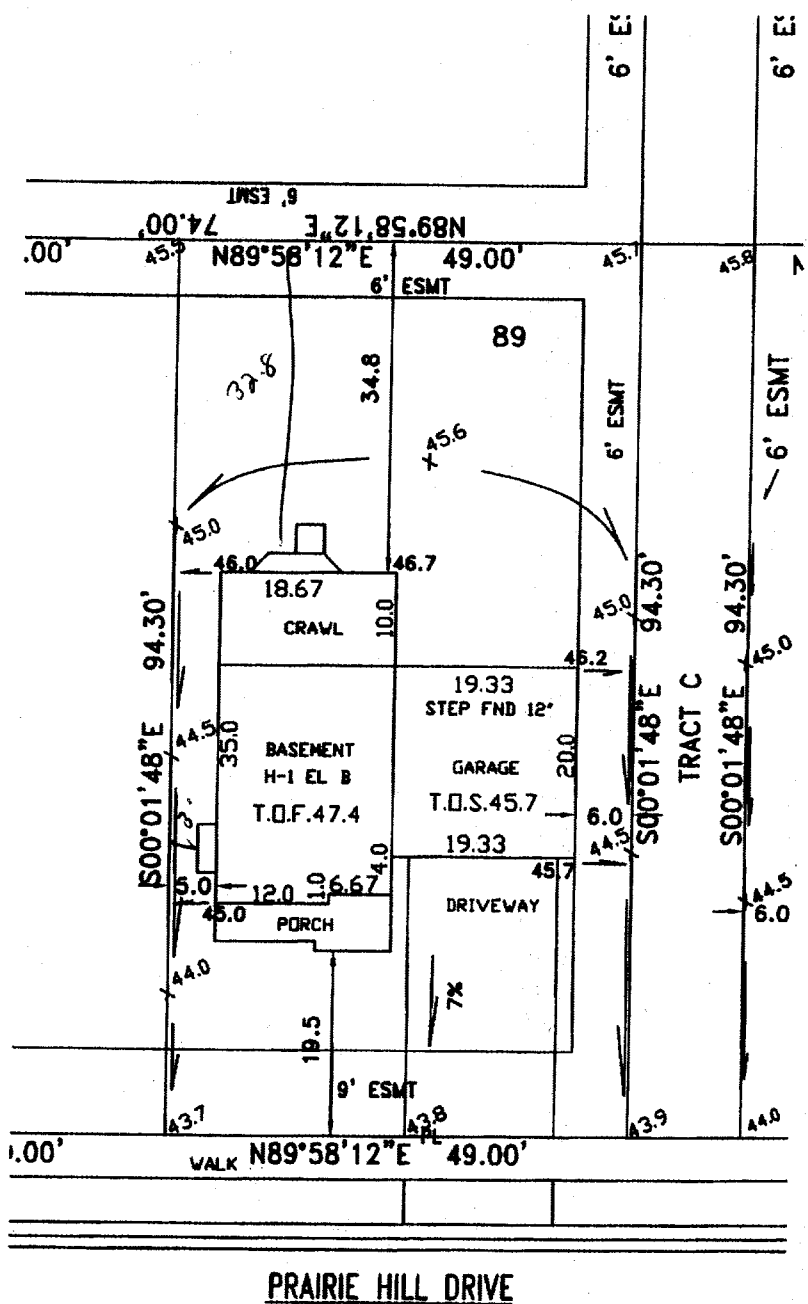 6' E
6' E
6' ESMT
N89°58'12"E 74.00'
.00'
45.5
N89°58'12"E
49.00'
45.7
45.8
6' ESMT
89
34.8
32.8
45.6
6' ESMT
6' ESMT
45.0
46.0
46.7
18.67
CRAWL
10.0
94.30'
S00°01'48"E
45.0
94.30'
S00°01'48"E
94.30'
S00°01'48"E
45.0
46.2
19.33
STEP FND 12"
TRACT C
44.5
35.0
BASEMENT
H-1 EL B
T.O.F.47.4
GARAGE
T.O.S.45.7
20.0
6.0
19.33
44.5
4.0
45.7
5.0
12.0
1.0
6.67
45.0
PORCH
DRIVEWAY
44.5
6.0
44.0
7%
19.5
9' ESMT
43.7
43.8
PL
43.9
44.0
.00'
WALK
N89°58'12"E
49.00'
PRAIRIE HILL DRIVE